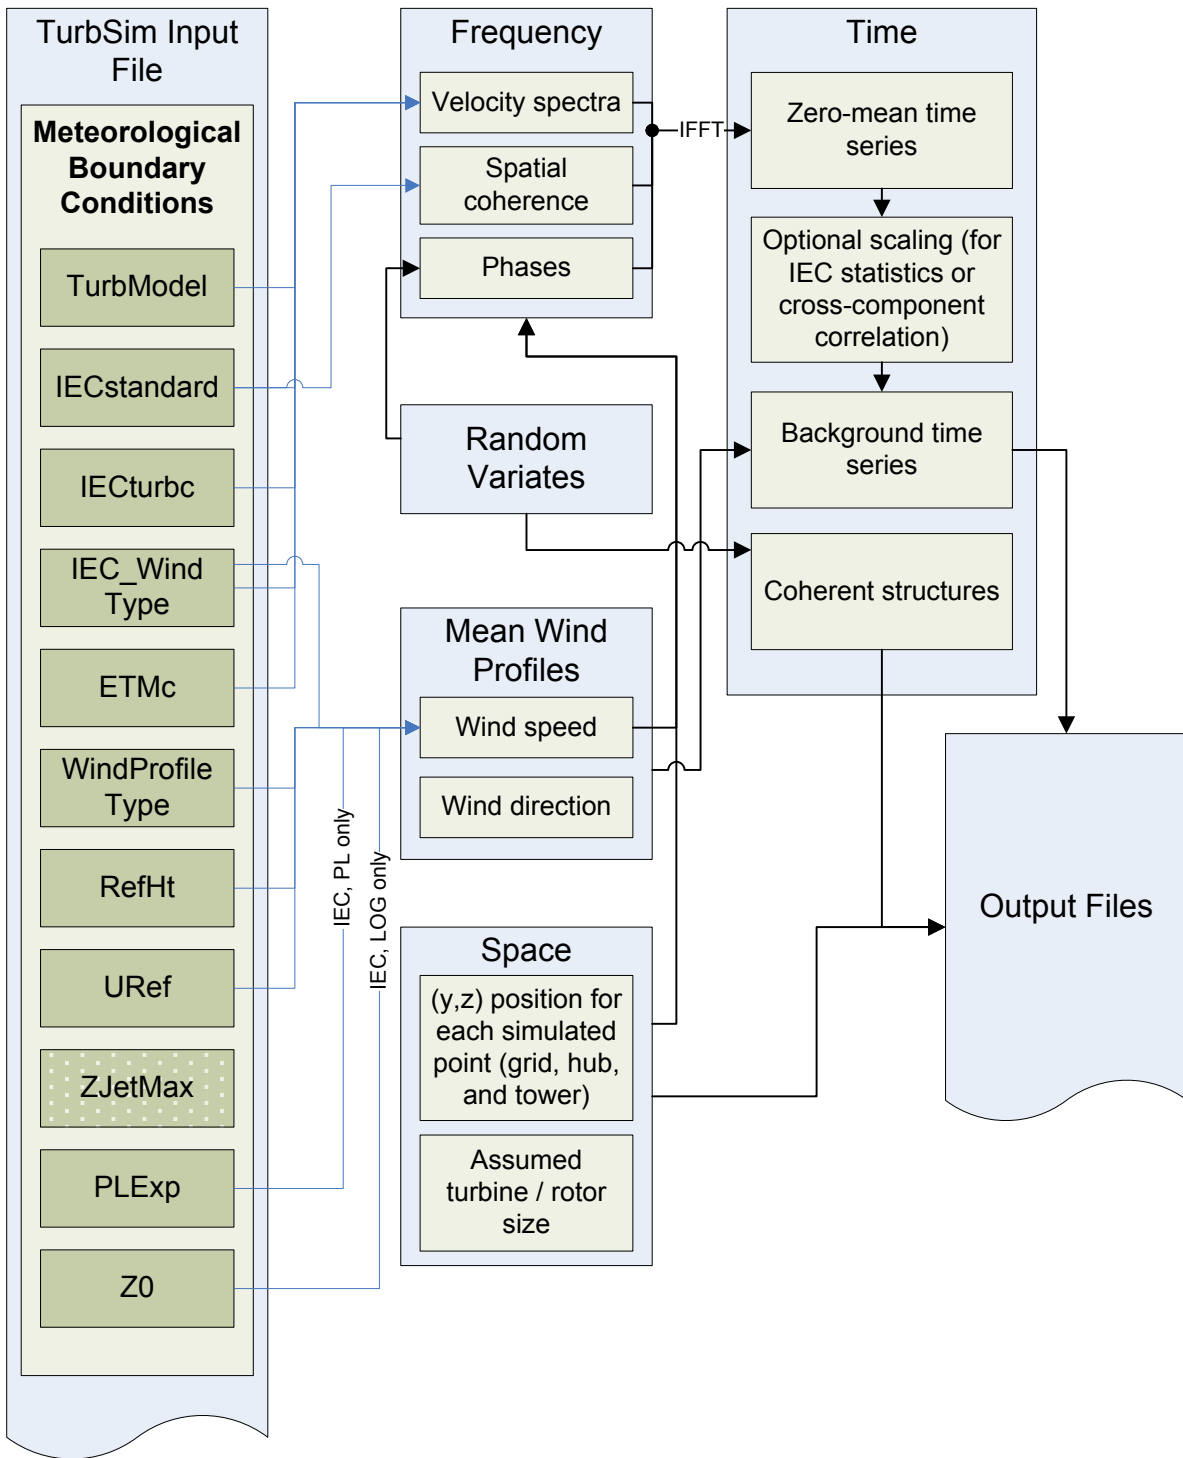 TurbSim Input
File
Meteorological
Boundary
Conditions
TurbModel
IECstandard
IECturbc
IEC_Wind
Type
ETMc
WindProfile
Type
RefHt
URef
ZJetMax
PLExp
Z0
IEC, PL only
IEC, LOG only
Frequency
Velocity spectra
Spatial
coherence
Phases
Random
Variates
Mean Wind
Profiles
Wind speed
Wind direction
Space
(y,z) position for
each simulated
point (grid, hub,
and tower)
Assumed
turbine / rotor
size
IFFT
Time
Zero-mean time
series
Optional scaling (for
IEC statistics or
cross-component
correlation)
Background time
series
Coherent structures
Output Files